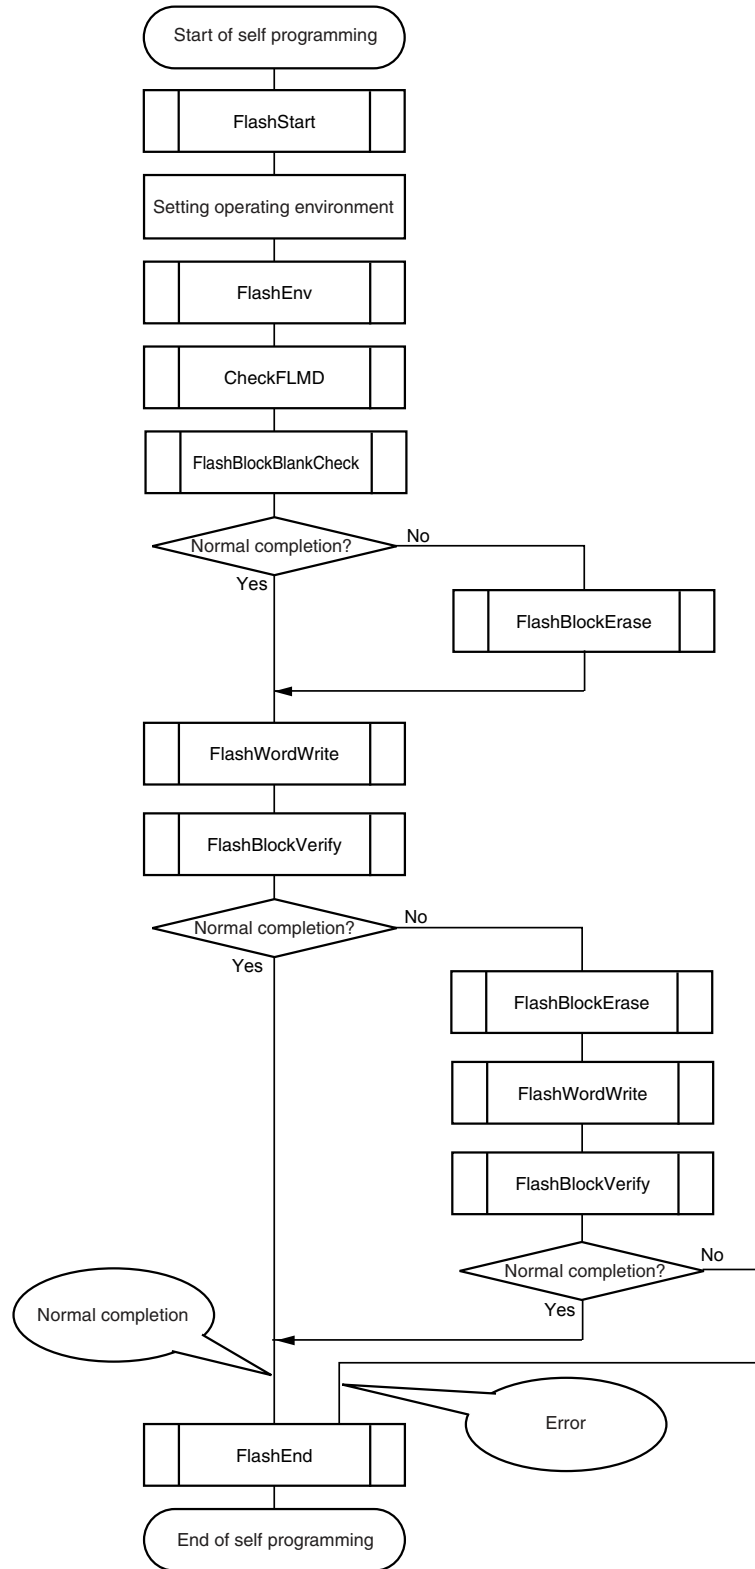 Start of self programming
FlashStart
Setting operating environment
FlashEnv
CheckFLMD
FlashBlockBlankCheck
Normal completion?
No
Yes
FlashBlockErase
FlashWordWrite
FlashBlockVerify
Normal completion?
No
Yes
FlashBlockErase
FlashWordWrite
FlashBlockVerify
Normal completion?
No
Yes
Normal completion
Error
FlashEnd
End of self programming